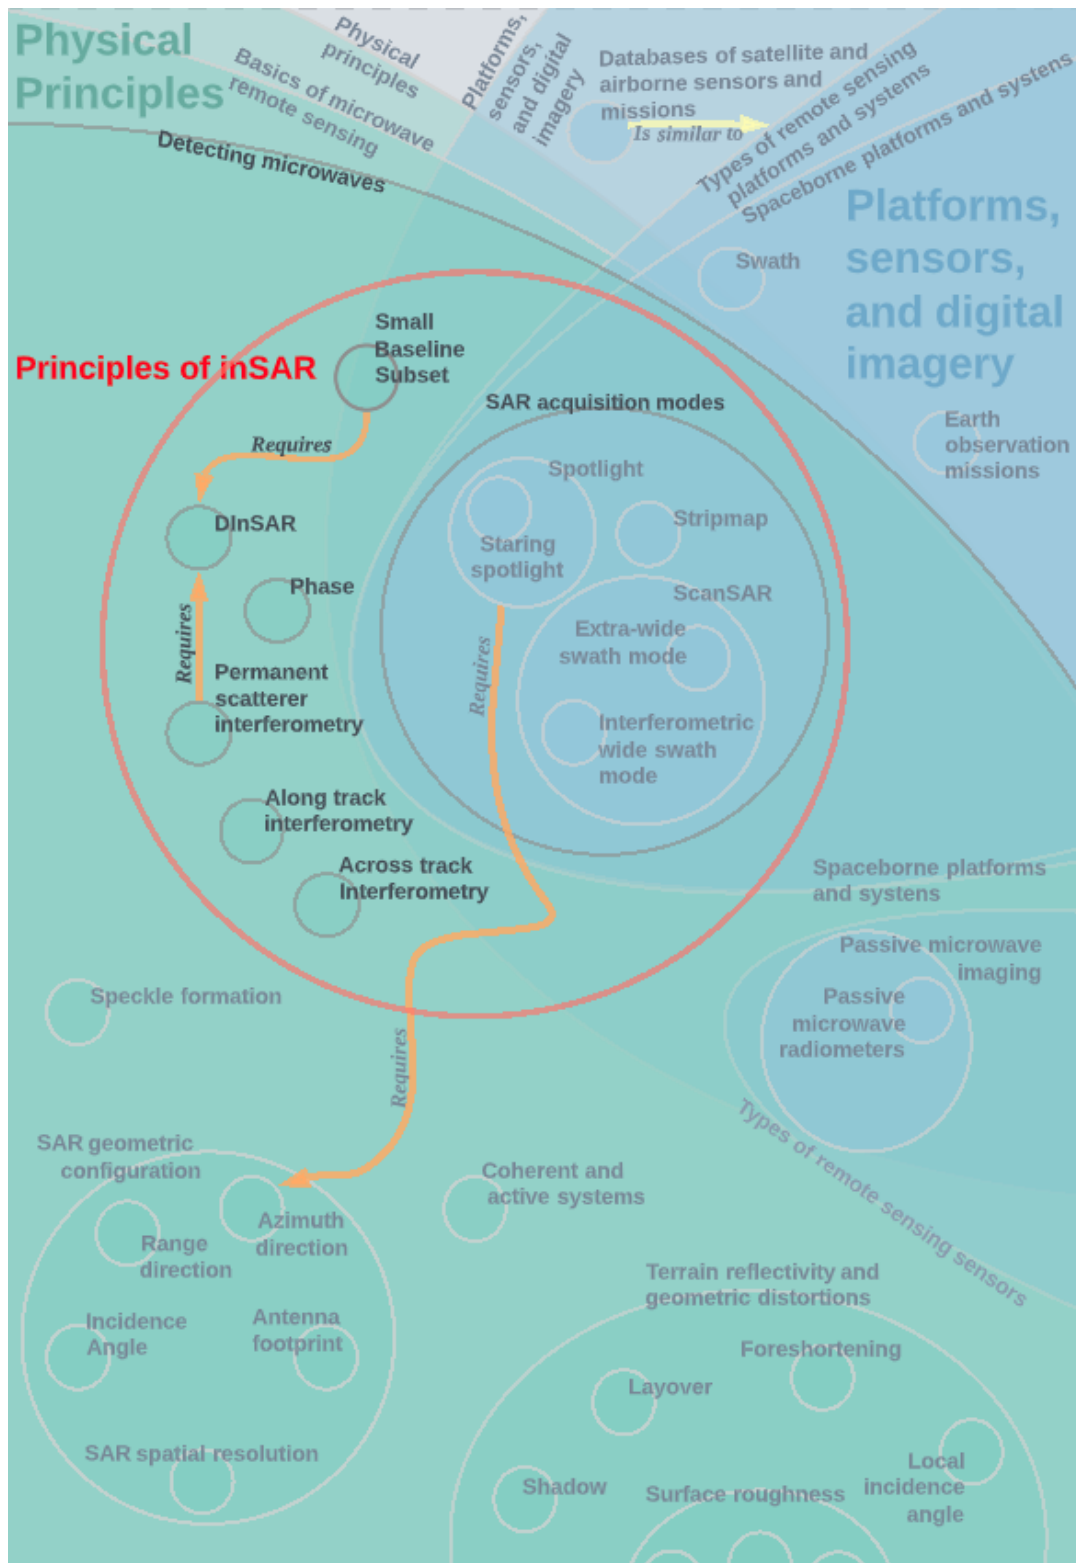 Physical
Principles
Physical
principles
Basics of microwave
remote sensing
Detecting microwaves
Platforms,
sensors,
and digital
imagery
Databases of satellite and
airborne sensors and
missions
Is similar to
Types of remote sensing
platforms and systems
Spaceborne platforms and systens
Platforms,
sensors,
and digital
imagery
Swath
Earth
observation
missions
Principles of inSAR
Small
Baseline
Subset
Requires
DInSAR
Phase
Requires
Permanent
scatterer
interferometry
Along track
interferometry
Across track
Interferometry
SAR acquisition modes
Spotlight
Staring
spotlight
Stripmap
ScanSAR
Extra-wide
swath mode
Interferometric
wide swath
mode
Requires
Spaceborne platforms
and systens
Passive microwave
imaging
Passive
microwave
radiometers
Types of remote sensing sensors
Speckle formation
Requires
SAR geometric
configuration
Azimuth
direction
Range
direction
Incidence
Angle
Antenna
footprint
SAR spatial resolution
Coherent and
active systems
Terrain reflectivity and
geometric distortions
Foreshortening
Layover
Shadow
Surface roughness
Local
incidence
angle